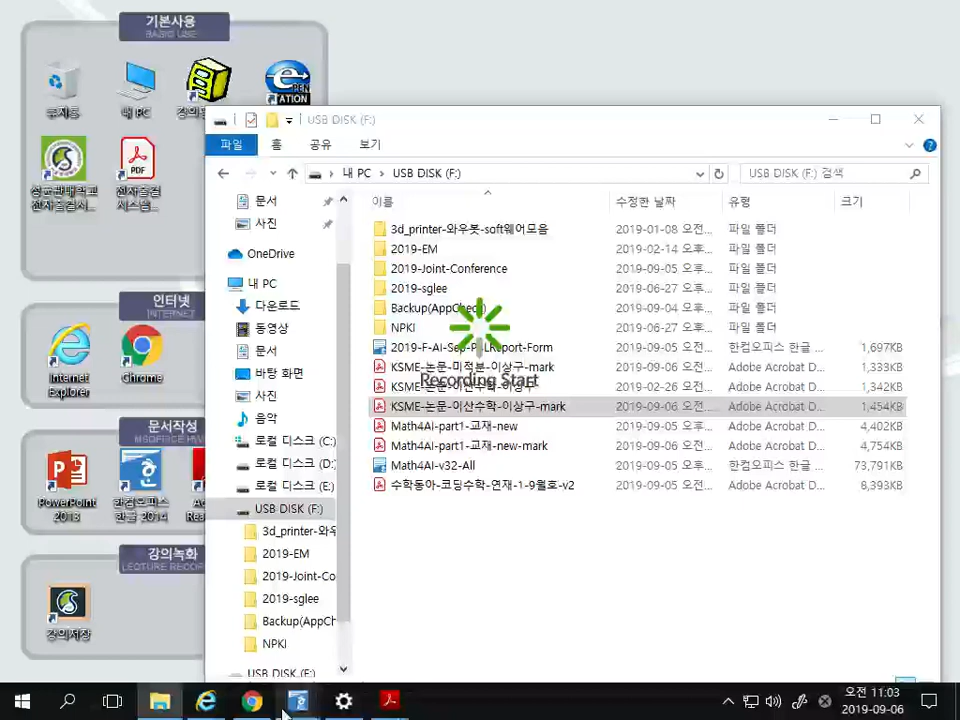 기본사용
BASIC USE
휴지통
내 PC
PEN
ATION
성균관대학교
전자출결시...
전자출결
시스템...
인터넷
INTERNET
Internet
Explorer
Chrome
문서작성
MSOFFICE HWP
PowerPoint
2013
한컴오피스
한글 2014
강의녹화
LECTURE RECOR
강의저장
USB DISK (F:)
파일
홈
공유
보기
내 PC > USB DISK (F:)
USB DISK (F:) 검색
문서
사진
OneDrive
내 PC
다운로드
동영상
문서
바탕 화면
사진
음악
로컬 디스크 (C:)
로컬 디스크 (D:)
로컬 디스크 (E:)
USB DISK (F:)
3d_printer-와우
2019-EM
2019-Joint-Co
2019-sglee
Backup(AppCh
NPKI
USB DISK (F:)
이름 수정한 날짜 유형 크기
3d_printer-와우봇-soft웨어모음 2019-01-08 오전... 파일 폴더
2019-EM 2019-02-14 오후... 파일 폴더
2019-Joint-Conference 2019-09-05 오후... 파일 폴더
2019-sglee 2019-06-27 오전... 파일 폴더
Backup(AppCheck) 2019-09-04 오후... 파일 폴더
NPKI 2019-06-27 오전... 파일 폴더
2019-F-AI-Sep-PBLReport-Form 2019-09-05 오후... 한컴오피스 한글 ... 1,697KB
KSME-논문-미적분-이상구-mark 2019-09-06 오전... Adobe Acrobat D... 1,333KB
KSME-논문-이산수학-이상구 2019-02-26 오전... Adobe Acrobat D... 1,342KB
Recording Start
KSME-논문-이산수학-이상구-mark 2019-09-06 오전... Adobe Acrobat D... 1,454KB
Math4AI-part1-교재-new 2019-09-05 오후... Adobe Acrobat D... 4,402KB
Math4AI-part1-교재-new-mark 2019-09-06 오전... Adobe Acrobat D... 4,754KB
Math4AI-v32-All 2019-09-05 오후... 한컴오피스 한글 ... 73,791KB
수학동아-코딩수학-연재-1-9월호-v2 2019-09-05 오전... Adobe Acrobat D... 8,393KB
오전 11:03
2019-09-06